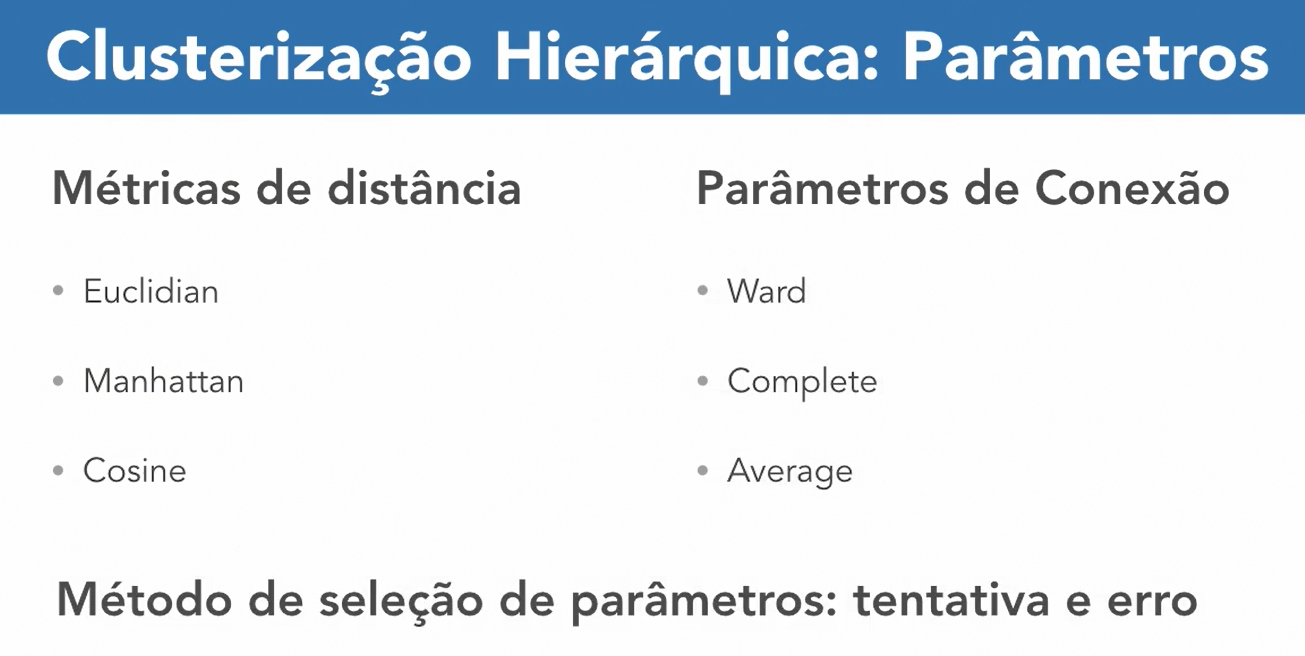 Clusterização Hierárquica: Parâmetros
Métricas de distância
• Euclidian
• Manhattan
• Cosine
Parâmetros de Conexão
• Ward
• Complete
• Average
Método de seleção de parâmetros: tentativa e erro